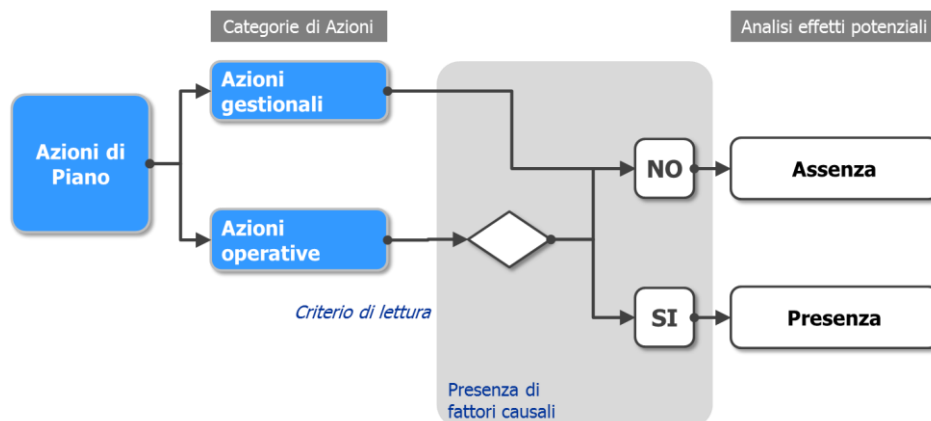 Categorie di Azioni
Analisi effetti potenziali
Azioni
gestionali
Azioni di
Piano
NO
Assenza
Azioni
operative
Criterio di lettura
SI
Presenza
Presenza di
fattori causali